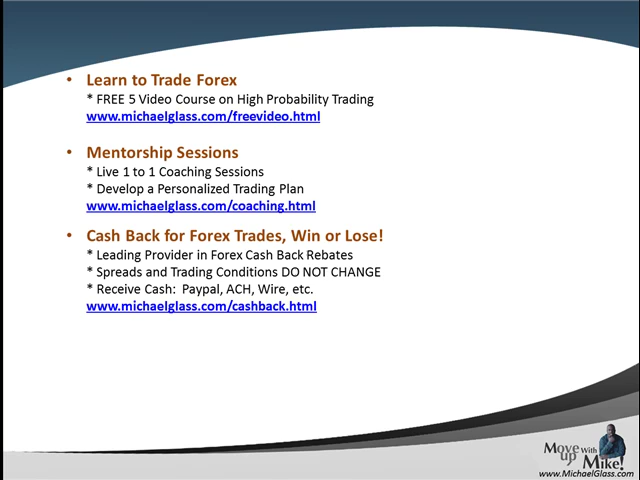 • Learn to Trade Forex
* FREE 5 Video Course on High Probability Trading
www.michaelglass.com/freevideo.html
• Mentorship Sessions
* Live 1 to 1 Coaching Sessions
* Develop a Personalized Trading Plan
www.michaelglass.com/coaching.html
• Cash Back for Forex Trades, Win or Lose!
* Leading Provider in Forex Cash Back Rebates
* Spreads and Trading Conditions DO NOT CHANGE
* Receive Cash: Paypal, ACH, Wire, etc.
www.michaelglass.com/cashback.html
Move up With Mike!
www.MichaelGlass.com